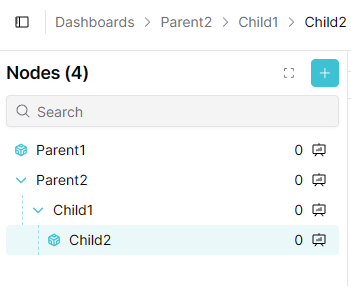 Dashboards > Parent2 > Child1 > Child2
Nodes (4)
Search
Parent1 0
Parent2 0
Child1 0
Child2 0